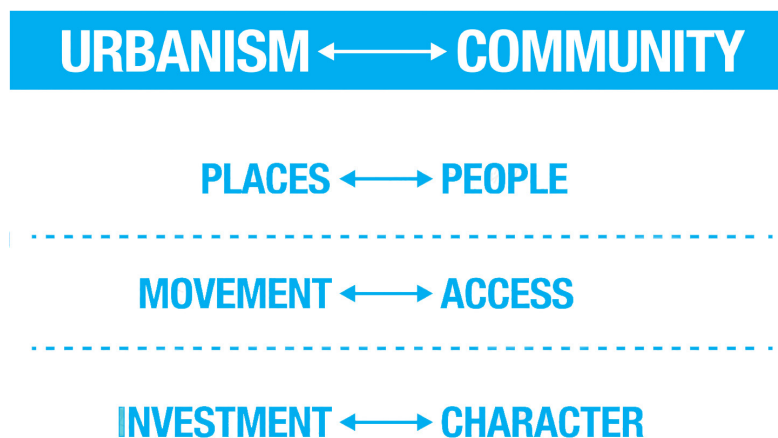 URBANISM ↔ COMMUNITY
PLACES ↔ PEOPLE
MOVEMENT ↔ ACCESS
INVESTMENT ↔ CHARACTER